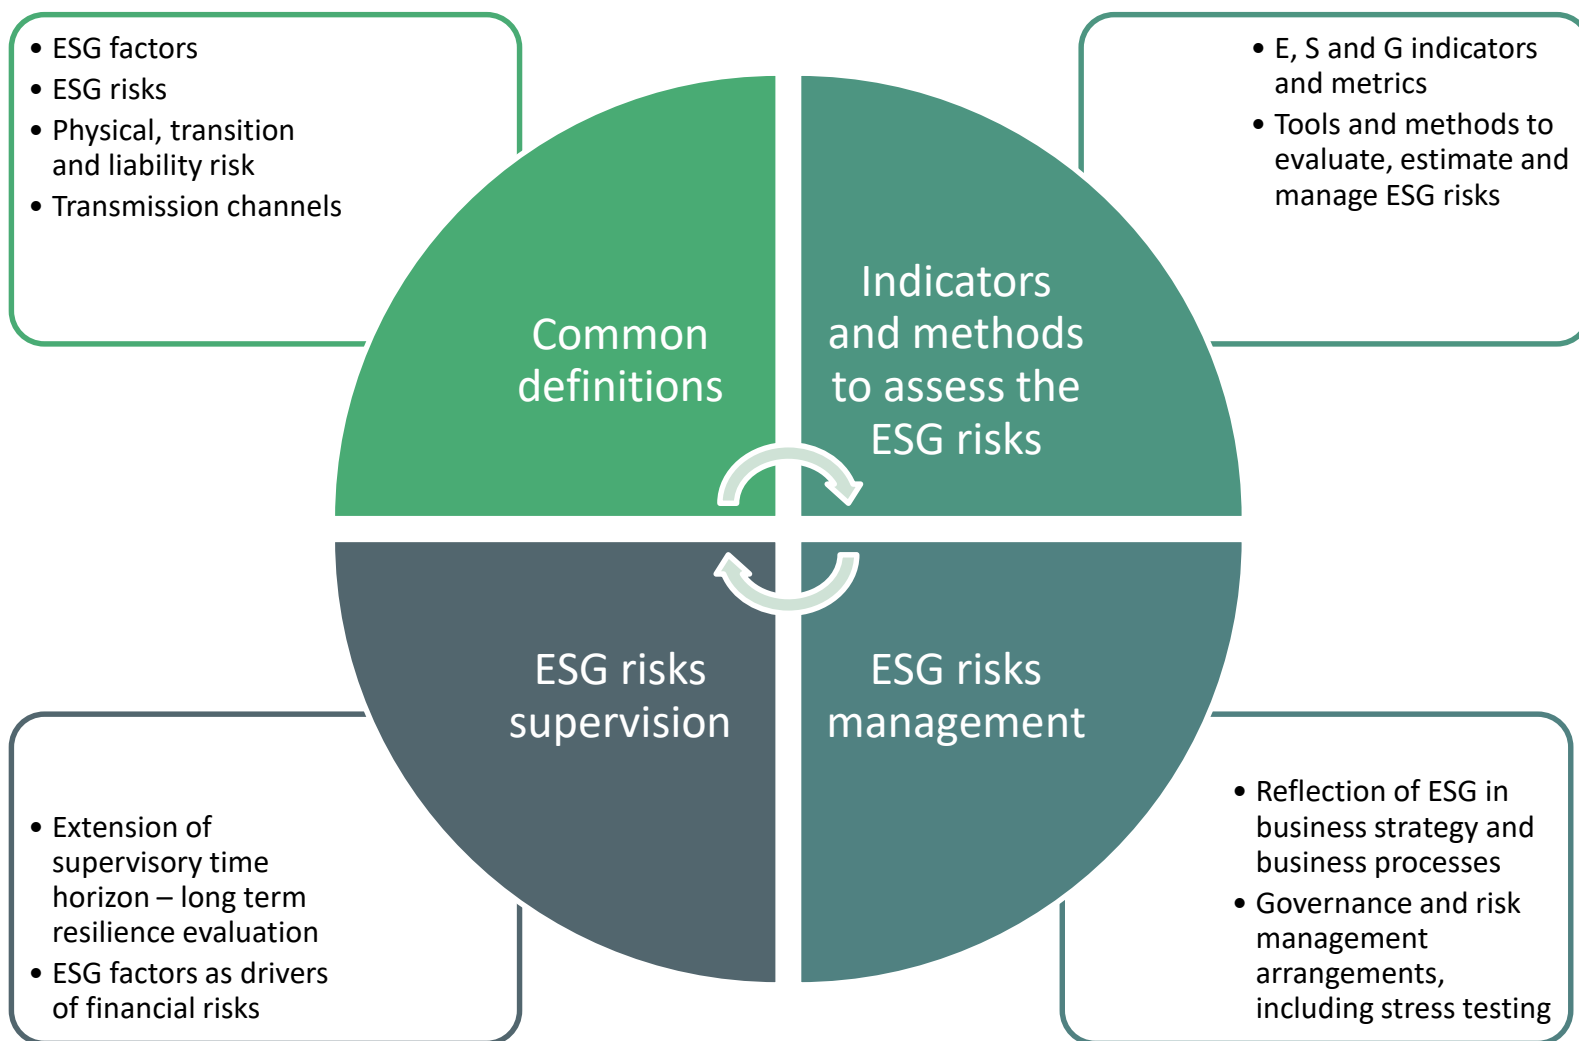 • ESG factors
• ESG risks
• Physical, transition
and liability risk
• Transmission channels
• E, S and G indicators
and metrics
• Tools and methods to
evaluate, estimate and
manage ESG risks
Common
definitions
Indicators
and methods
to assess the
ESG risks
ESG risks
supervision
ESG risks
management
• Extension of
supervisory time
horizon – long term
resilience evaluation
• ESG factors as drivers
of financial risks
• Reflection of ESG in
business strategy and
business processes
• Governance and risk
management
arrangements,
including stress testing